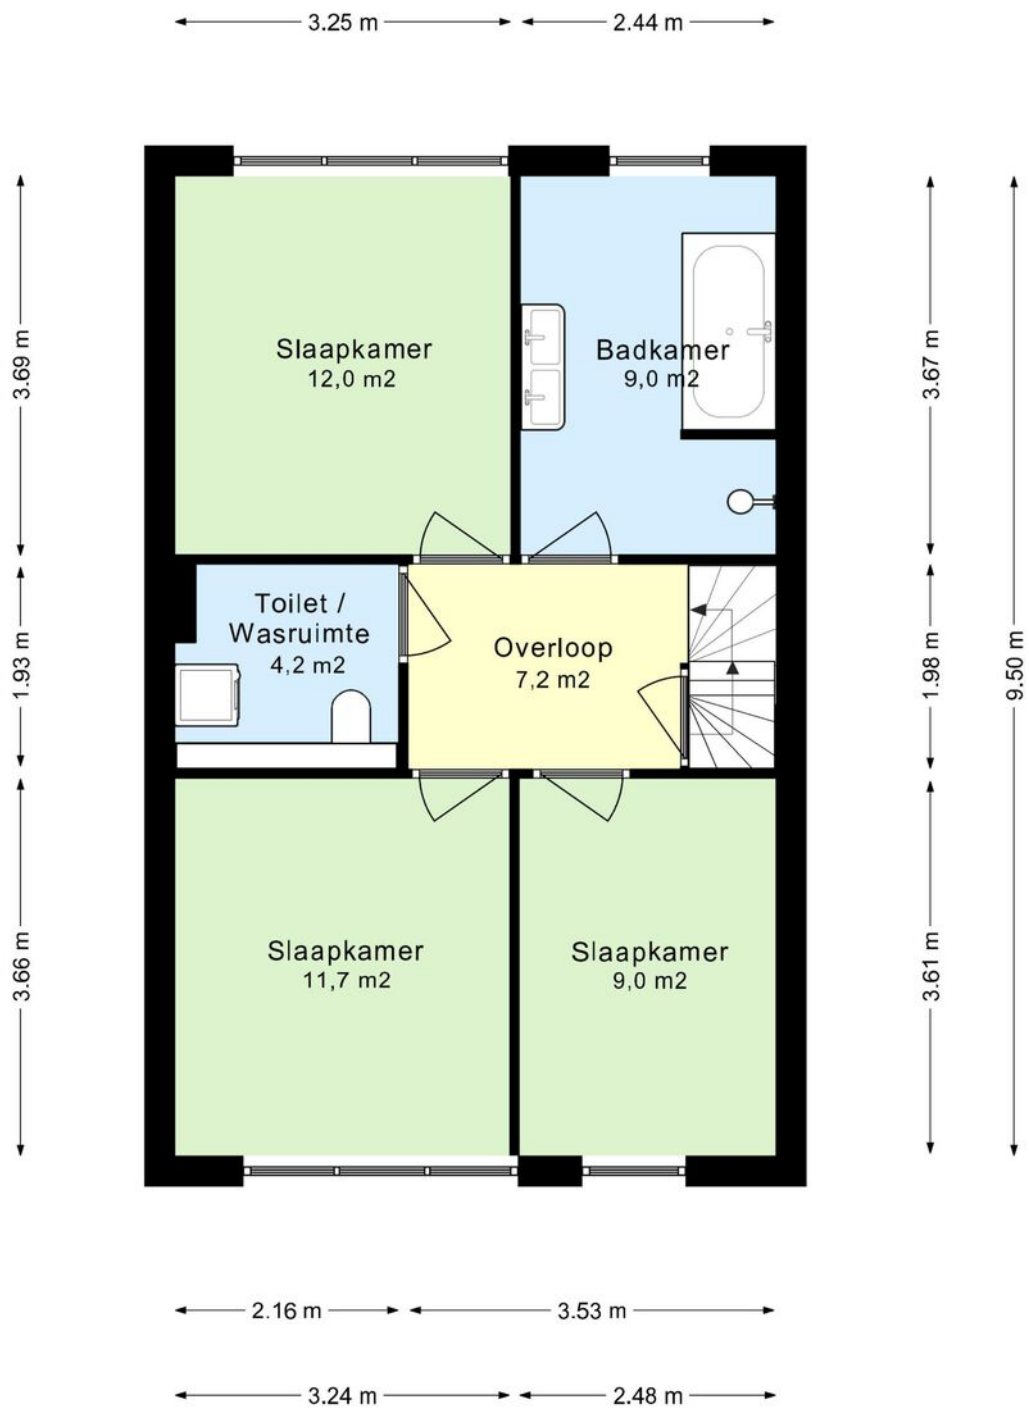 3.25 m
2.44 m
3.69 m
Slaapkamer
12,0 m2
Badkamer
9,0 m2
3.67 m
9.50 m
1.93 m
Toilet /
Wasruimte
4,2 m2
Overloop
7,2 m2
1.98 m
3.66 m
Slaapkamer
11,7 m2
Slaapkamer
9,0 m2
3.61 m
2.16 m
3.53 m
3.24 m
2.48 m